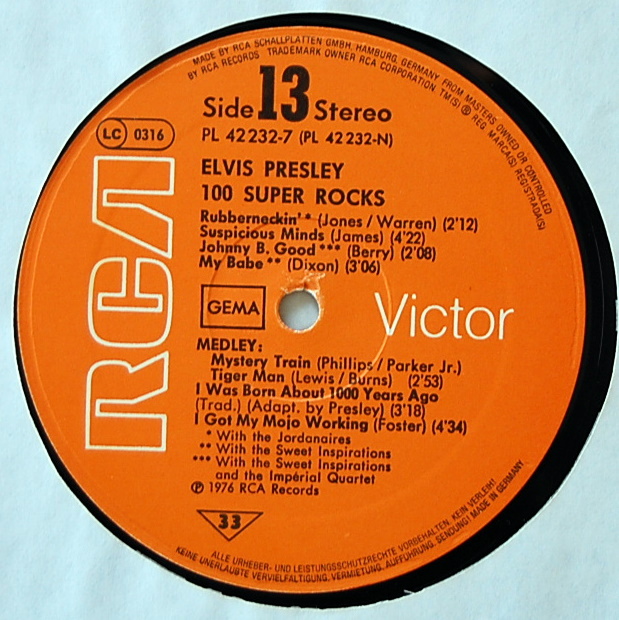 MADE BY RCA SCHALLPLATTEN GMBH, HAMBURG, GERMANY FROM MASTERS OWNED OR CONTROLLED
BY RCA RECORDS TRADEMARK OWNER RCA CORPORATION. TM(S) ® REG. MARCA(S) REGISTRADA(S)
Side 13 Stereo
PL 42232-7 (PL 42232-N)
LC 0316
RCA
ELVIS PRESLEY
100 SUPER ROCKS
Rubberneckin' * (Jones / Warren) (2'12)
Suspicious Minds (James) (4'22)
Johnny B. Good *** (Berry) (2'08)
My Babe ** (Dixon) (3'06)
GEMA
Victor
MEDLEY:
Mystery Train (Phillips / Parker Jr.)
Tiger Man (Lewis / Burns) (2'53)
I Was Born About 1000 Years Ago
(Trad.) (Adapt. by Presley) (3'18)
I Got My Mojo Working (Foster) (4'34)
* With the Jordanaires
** With the Sweet Inspirations
*** With the Sweet Inspirations
and the Impérial Quartet
℗ 1976 RCA Records
33
ALLE URHEBER- UND LEISTUNGSSCHUTZRECHTE VORBEHALTEN. KEIN VERLEIH!
KEINE UNERLAUBTE VERVIELFÄLTIGUNG, VERMIETUNG, AUFFÜHRUNG, SENDUNG! MADE IN GERMANY